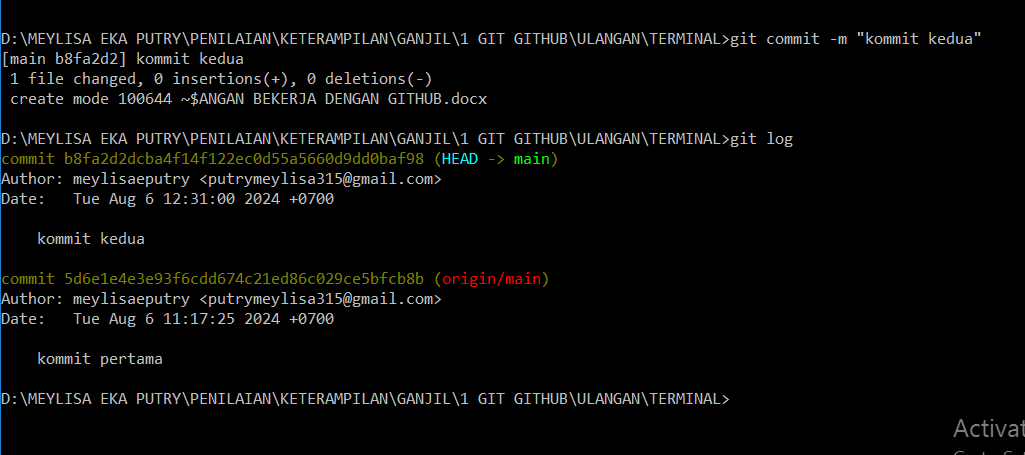 D:\MEYLISA EKA PUTRY\PENILAIAN\KETERAMPILAN\GANJIL\1 GIT GITHUB\ULANGAN\TERMINAL>git commit -m "kommit kedua"
[main b8fa2d2] kommit kedua
 1 file changed, 0 insertions(+), 0 deletions(-)
 create mode 100644 ~$ANGAN BEKERJA DENGAN GITHUB.docx
D:\MEYLISA EKA PUTRY\PENILAIAN\KETERAMPILAN\GANJIL\1 GIT GITHUB\ULANGAN\TERMINAL>git log
commit b8fa2d2dcba4f14f122ec0d55a5660d9dd0baf98 (HEAD -> main)
Author: meylisaeputry <putrymeylisa315@gmail.com>
Date:   Tue Aug 6 12:31:00 2024 +0700
    kommit kedua
commit 5d6e1e4e3e93f6cdd674c21ed86c029ce5bfcb8b (origin/main)
Author: meylisaeputry <putrymeylisa315@gmail.com>
Date:   Tue Aug 6 11:17:25 2024 +0700
    kommit pertama
D:\MEYLISA EKA PUTRY\PENILAIAN\KETERAMPILAN\GANJIL\1 GIT GITHUB\ULANGAN\TERMINAL>
Activat